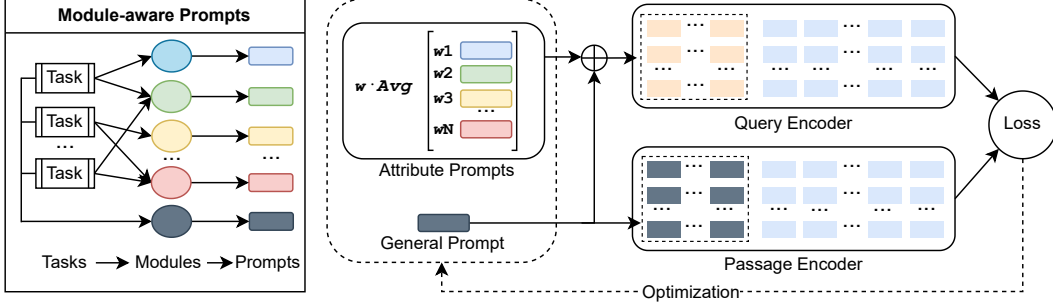 Module-aware Prompts
Task
...
Task
...
Task
...
...
Tasks
Modules
Prompts
w·Avg
w1
w2
w3
...
wN
Attribute Prompts
General Prompt
...
...
...
...
...
...
Query Encoder
...
...
...
...
...
...
Passage Encoder
Loss
Optimization